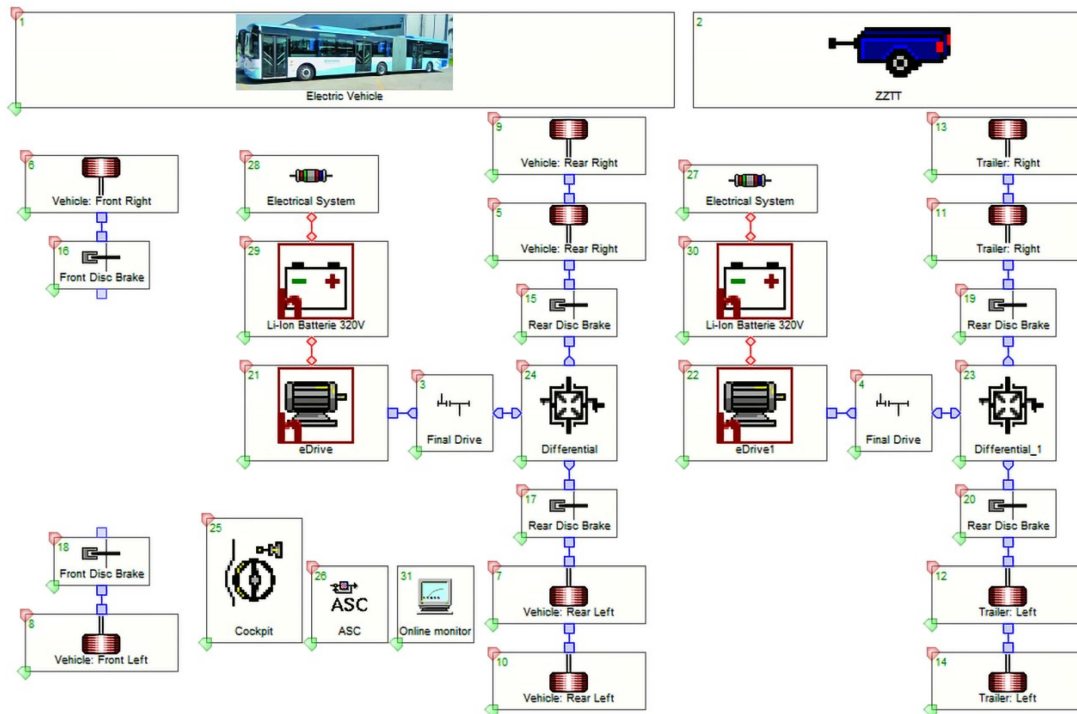 1
Electric Vehicle
2
ZZTT
6
Vehicle: Front Right
28
Electrical System
9
Vehicle: Rear Right
27
Electrical System
13
Trailer: Right
16
Front Disc Brake
29
Li-Ion Batterie 320V
5
Vehicle: Rear Right
30
Li-Ion Batterie 320V
11
Trailer: Right
15
Rear Disc Brake
19
Rear Disc Brake
21
eDrive
3
Final Drive
24
Differential
22
eDrive1
4
Final Drive
23
Differential_1
17
Rear Disc Brake
20
Rear Disc Brake
18
Front Disc Brake
25
Cockpit
26
ASC
ASC
31
Online monitor
7
Vehicle: Rear Left
12
Trailer: Left
8
Vehicle: Front Left
10
Vehicle: Rear Left
14
Trailer: Left